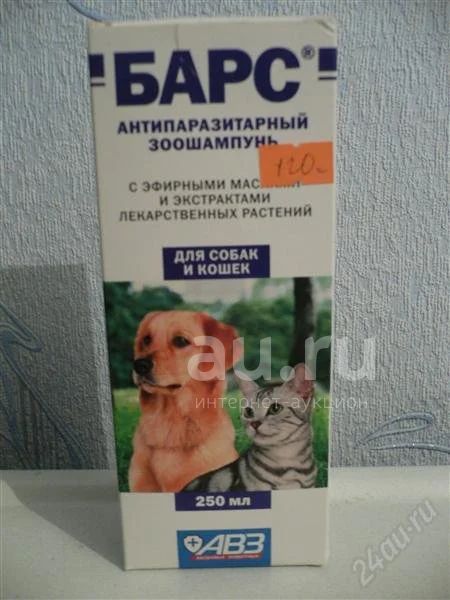 БАРС®
АНТИПАРАЗИТАРНЫЙ
ЗООШАМПУНЬ
120-
С ЭФИРНЫМИ МАСЛАМИ
И ЭКСТРАКТАМИ
ЛЕКАРСТВЕННЫХ РАСТЕНИЙ
ДЛЯ СОБАК
И КОШЕК
au.ru
интернет-аукцион
250 мл
АВЗ
24au.ru